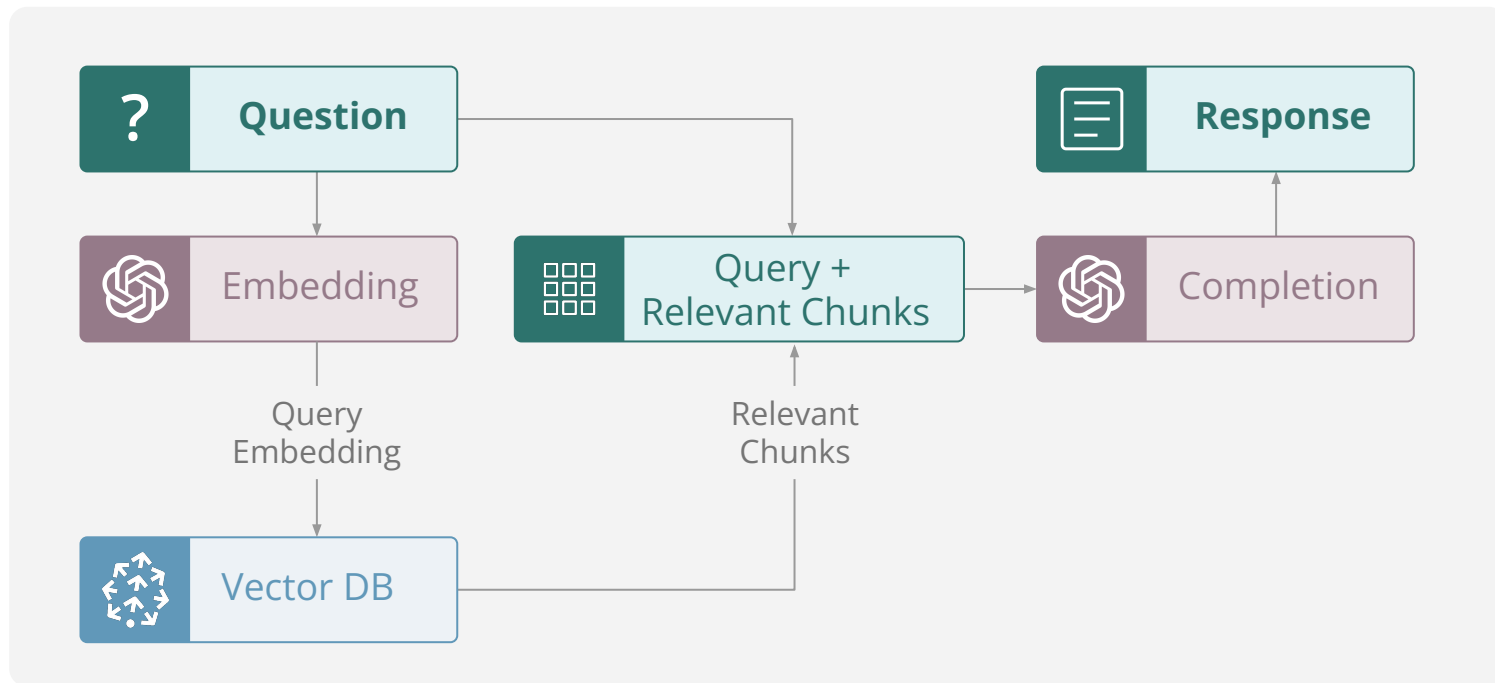 ?
Question
Response
Embedding
Query +
Relevant Chunks
Completion
Query
Embedding
Relevant
Chunks
Vector DB